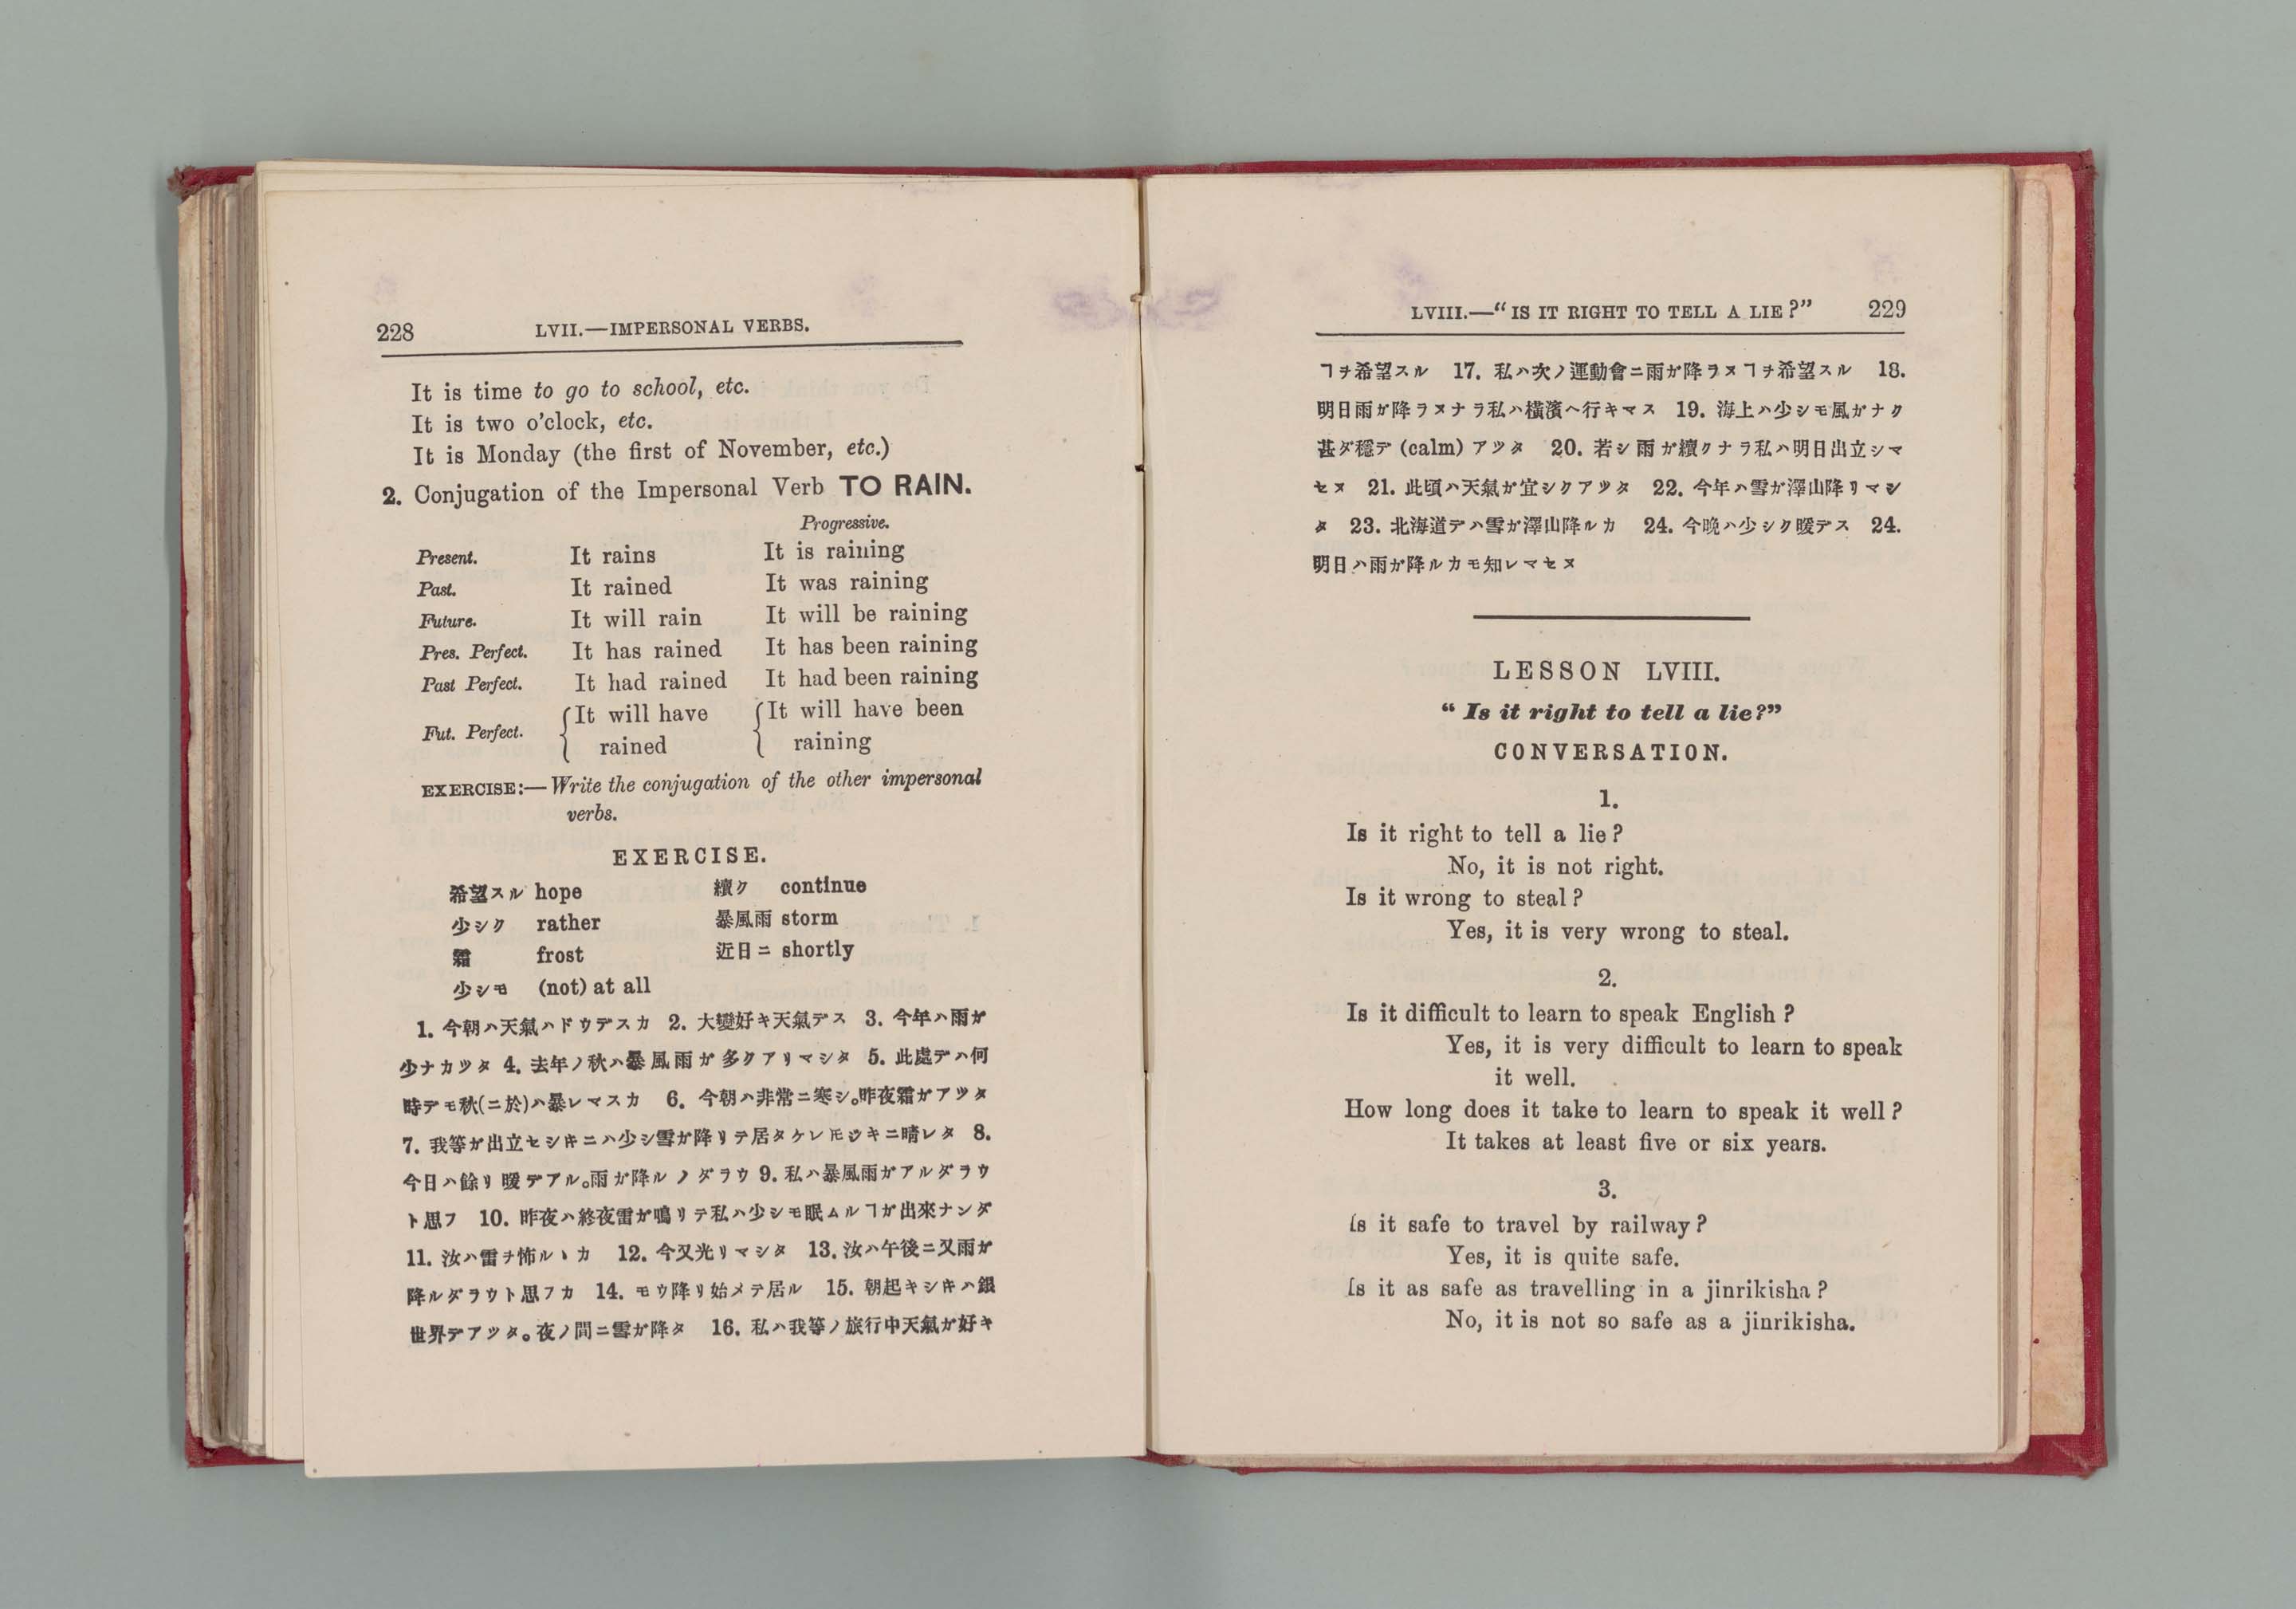 228 LVII.—IMPERSONAL VERBS.
It is time to go to school, etc.
It is two o'clock, etc.
It is Monday (the first of November, etc.)
2. Conjugation of the Impersonal Verb TO RAIN.
Progressive.
Present. It rains It is raining
Past. It rained It was raining
Future. It will rain It will be raining
Pres. Perfect. It has rained It has been raining
Past Perfect. It had rained It had been raining
Fut. Perfect. {It will have rained {It will have been raining
EXERCISE:—Write the conjugation of the other impersonal
verbs.
EXERCISE.
希望スル hope 續ク continue
少シク rather 暴風雨 storm
霜 frost 近日ニ shortly
少シモ (not) at all
1. 今朝ハ天氣ハドウデスカ 2. 大變好キ天氣デス 3. 今年ハ雨ガ
少ナカツタ 4. 去年ノ秋ハ暴風雨ガ多クアリマシタ 5. 此處デハ何
時デモ秋(ニ於)ハ暴レマスカ 6. 今朝ハ非常ニ寒シ。昨夜霜ガアツタ
7. 我等ガ出立セシキニハ少シ雪ガ降リテ居タケレ𪜈ジキニ晴レタ 8.
今日ハ餘リ暖デアル。雨ガ降ルノダラウ 9. 私ハ暴風雨ガアルダラウ
ト思フ 10. 昨夜ハ終夜雷ガ鳴リテ私ハ少シモ眠ムルヿガ出來ナンダ
11. 汝ハ雷ヲ怖ルヽカ 12. 今又光リマシタ 13. 汝ハ午後ニ又雨ガ
降ルダラウト思フカ 14. モウ降リ始メテ居ル 15. 朝起キシキハ銀
世界デアツタ。夜ノ間ニ雪ガ降タ 16. 私ハ我等ノ旅行中天氣ガ好キ
LVIII.—“IS IT RIGHT TO TELL A LIE?” 229
ヿヲ希望スル 17. 私ハ次ノ運動會ニ雨ガ降ラヌヿヲ希望スル 18.
明日雨ガ降ラヌナラ私ハ橫濱ヘ行キマス 19. 海上ハ少シモ風ガナク
甚ダ穩デ (calm) アツタ 20. 若シ雨ガ續クナラ私ハ明日出立シマ
セヌ 21. 此頃ハ天氣ガ宜シクアツタ 22. 今年ハ雪ガ澤山降リマシ
タ 23. 北海道デハ雪ガ澤山降ルカ 24. 今晩ハ少シク暖デス 24.
明日ハ雨ガ降ルカモ知レマセヌ
LESSON LVIII.
“Is it right to tell a lie?”
CONVERSATION.
1.
Is it right to tell a lie?
No, it is not right.
Is it wrong to steal?
Yes, it is very wrong to steal.
2.
Is it difficult to learn to speak English?
Yes, it is very difficult to learn to speak
it well.
How long does it take to learn to speak it well?
It takes at least five or six years.
3.
Is it safe to travel by railway?
Yes, it is quite safe.
Is it as safe as travelling in a jinrikisha?
No, it is not so safe as a jinrikisha.